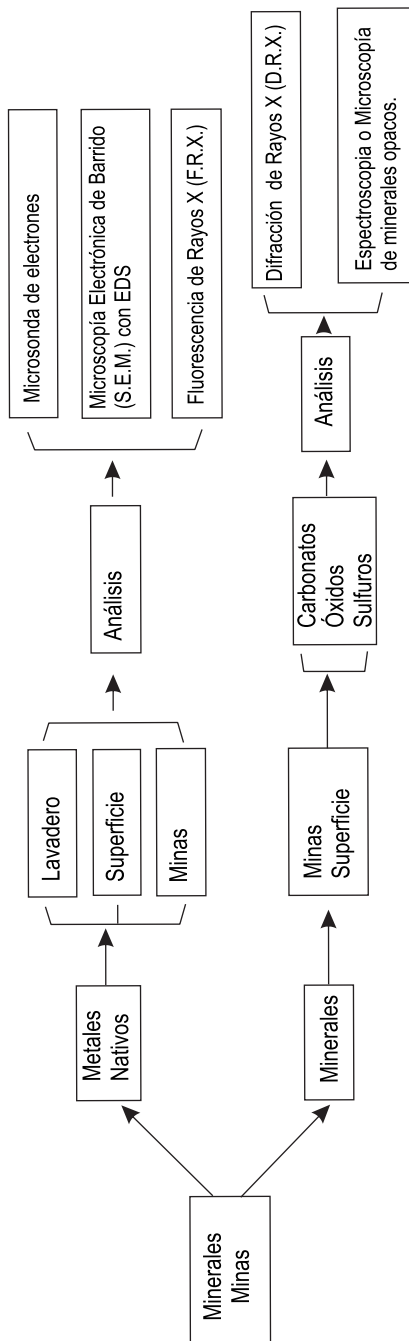 Minerales
Minas
Metales
Nativos
Lavadero
Superficie
Minas
Análisis
Microsonda de electrones
Microscopía Electrónica de Barrido
(S.E.M.) con EDS
Fluorescencia de Rayos X (F.R.X.)
Minerales
Minas
Superficie
Carbonatos
Óxidos
Sulfuros
Análisis
Difracción de Rayos X (D.R.X.)
Espectroscopia o Microscopía
de minerales opacos.